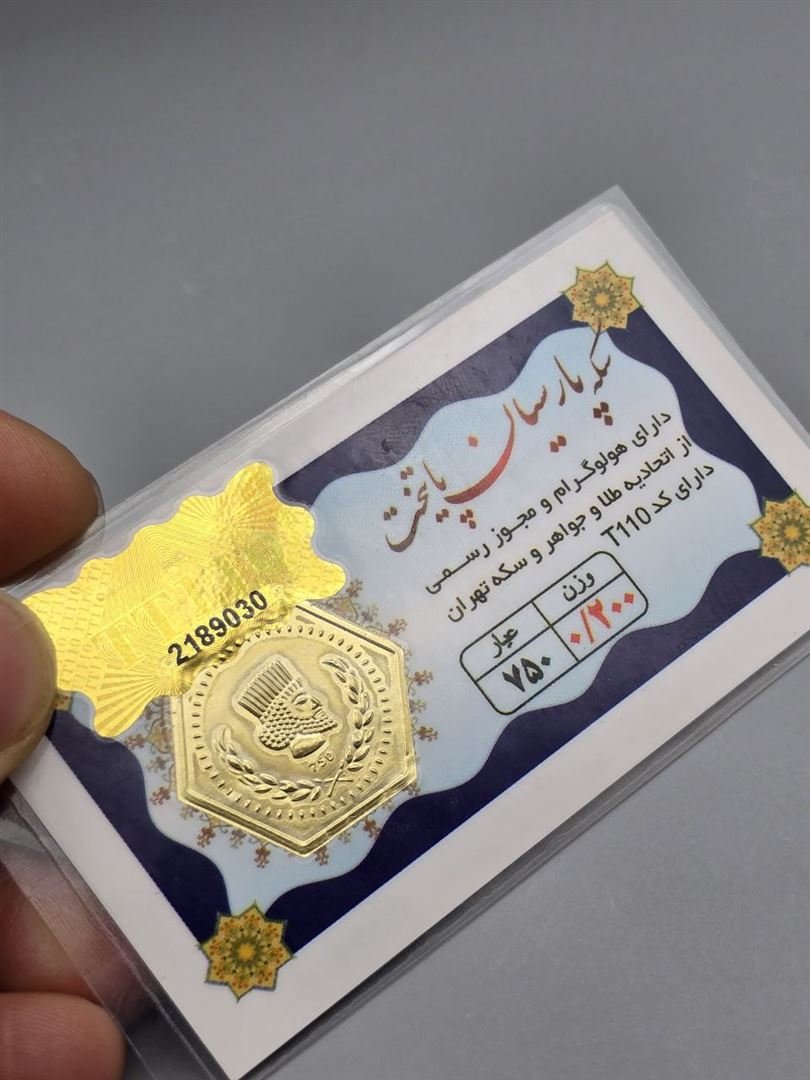 سکه پارسیان پایتخت
دارای هولوگرام و مجوز رسمی
از اتحادیه طلا و جواهر و سکه تهران
دارای کد T110
وزن
عیار
۰/۲۰۰
۷۵۰
2189030
750